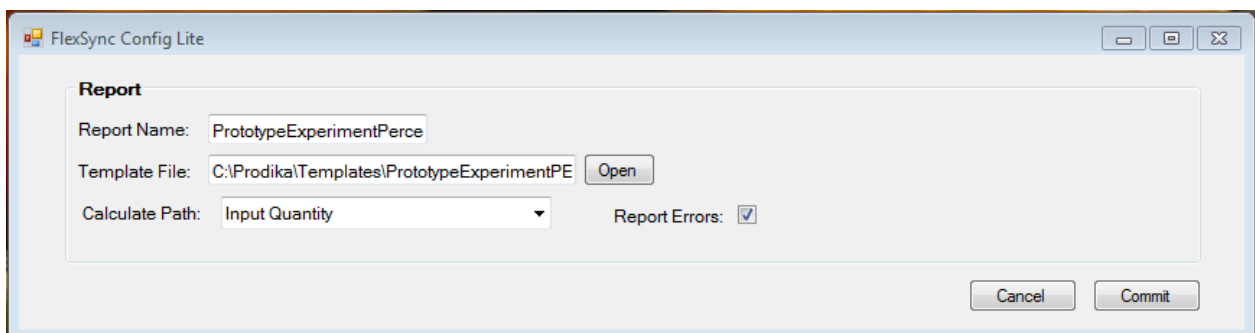 FlexSync Config Lite
Report
Report Name: PrototypeExperimentPerce
Template File: C:\Prodika\Templates\PrototypeExperimentPE Open
Calculate Path: Input Quantity Report Errors:
Cancel Commit